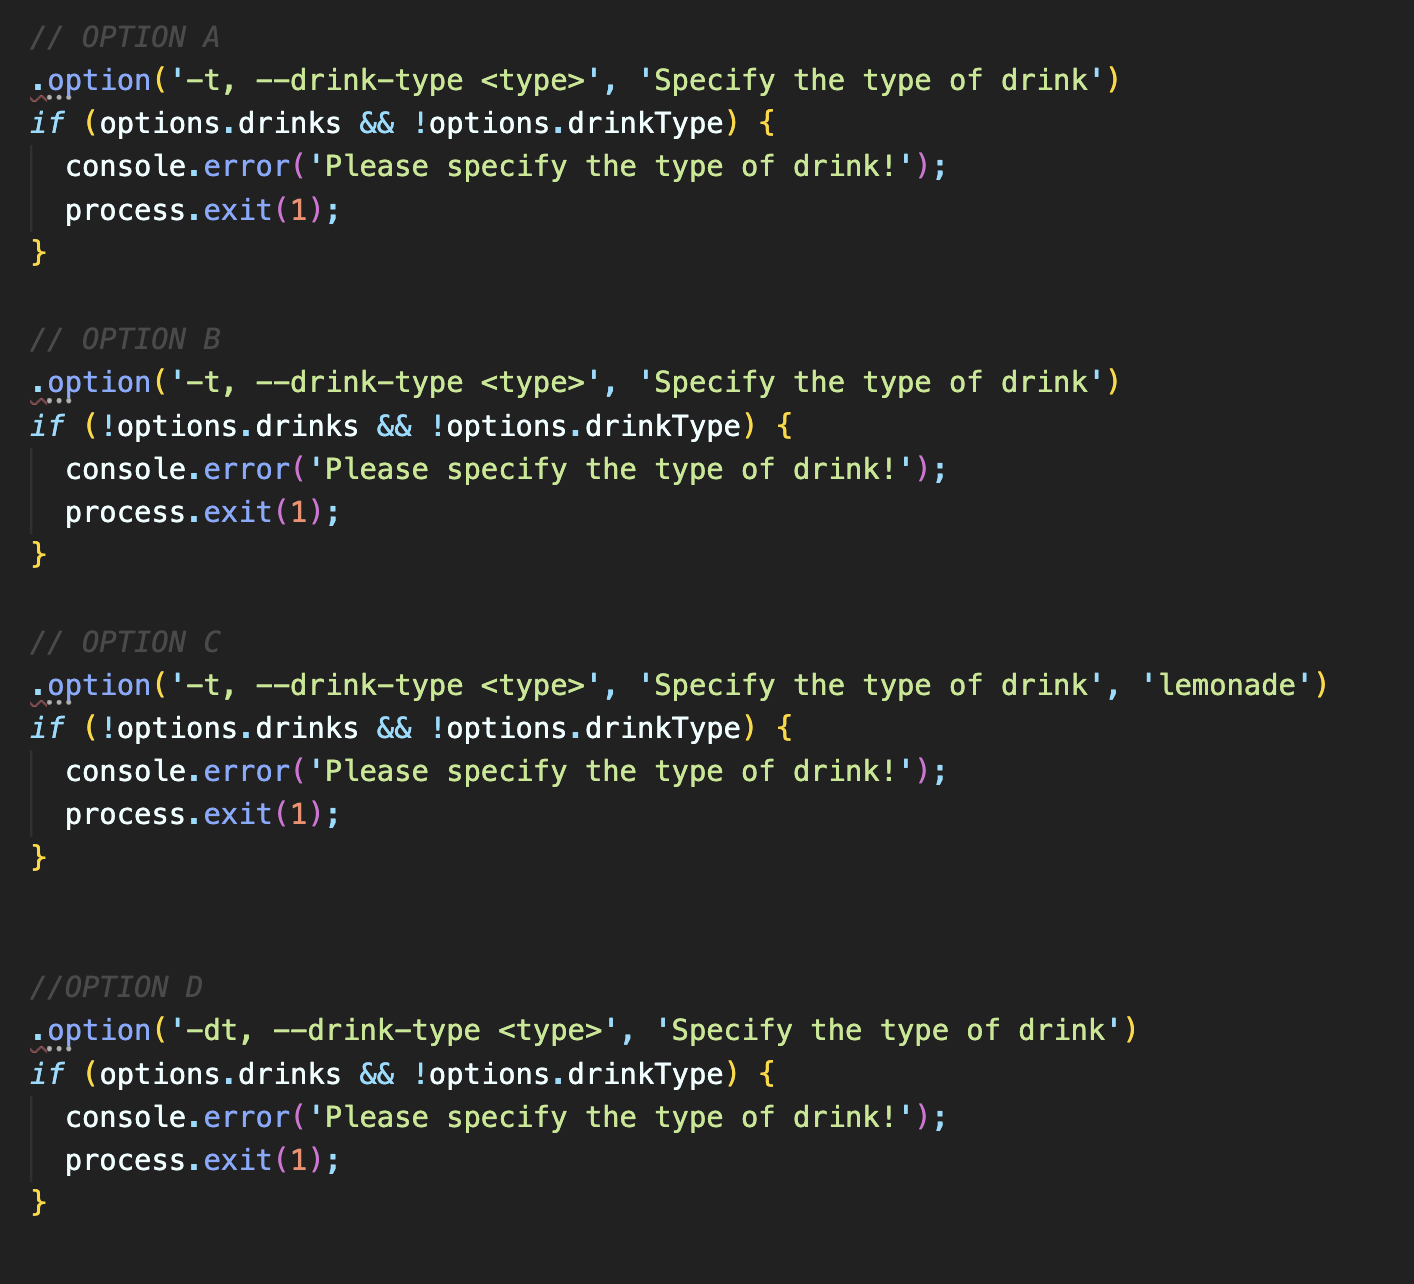 // OPTION A
.option('-t, --drink-type <type>', 'Specify the type of drink')
if (options.drinks && !options.drinkType) {
  console.error('Please specify the type of drink!');
  process.exit(1);
}

// OPTION B
.option('-t, --drink-type <type>', 'Specify the type of drink')
if (!options.drinks && !options.drinkType) {
  console.error('Please specify the type of drink!');
  process.exit(1);
}

// OPTION C
.option('-t, --drink-type <type>', 'Specify the type of drink', 'lemonade')
if (!options.drinks && !options.drinkType) {
  console.error('Please specify the type of drink!');
  process.exit(1);
}

//OPTION D
.option('-dt, --drink-type <type>', 'Specify the type of drink')
if (options.drinks && !options.drinkType) {
  console.error('Please specify the type of drink!');
  process.exit(1);
}